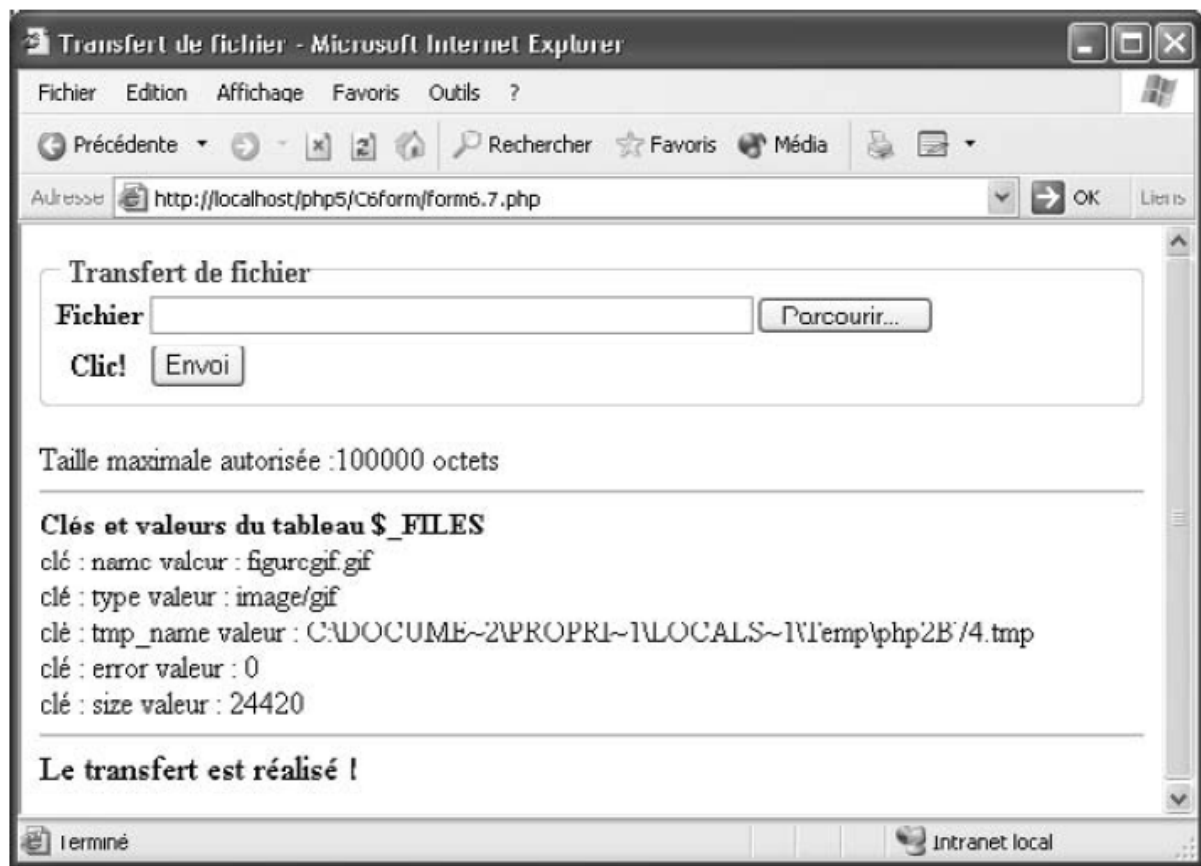 Transfert de fichier - Microsoft Internet Explorer
Fichier Edition Affichage Favoris Outils ?
Précédente Rechercher Favoris Média
Adresse http://localhost/php5/C6form/form6.7.php OK Liens
Transfert de fichier
Fichier Parcourir...
Clic! Envoi
Taille maximale autorisée :100000 octets
Clés et valeurs du tableau $_FILES
clé : name valeur : figuregif.gif
clé : type valeur : image/gif
clé : tmp_name valeur : C:\DOCUME~2\PROPRI~1\LOCALS~1\Temp\php2B74.tmp
clé : error valeur : 0
clé : size valeur : 24420
Le transfert est réalisé !
Terminé Intranet local